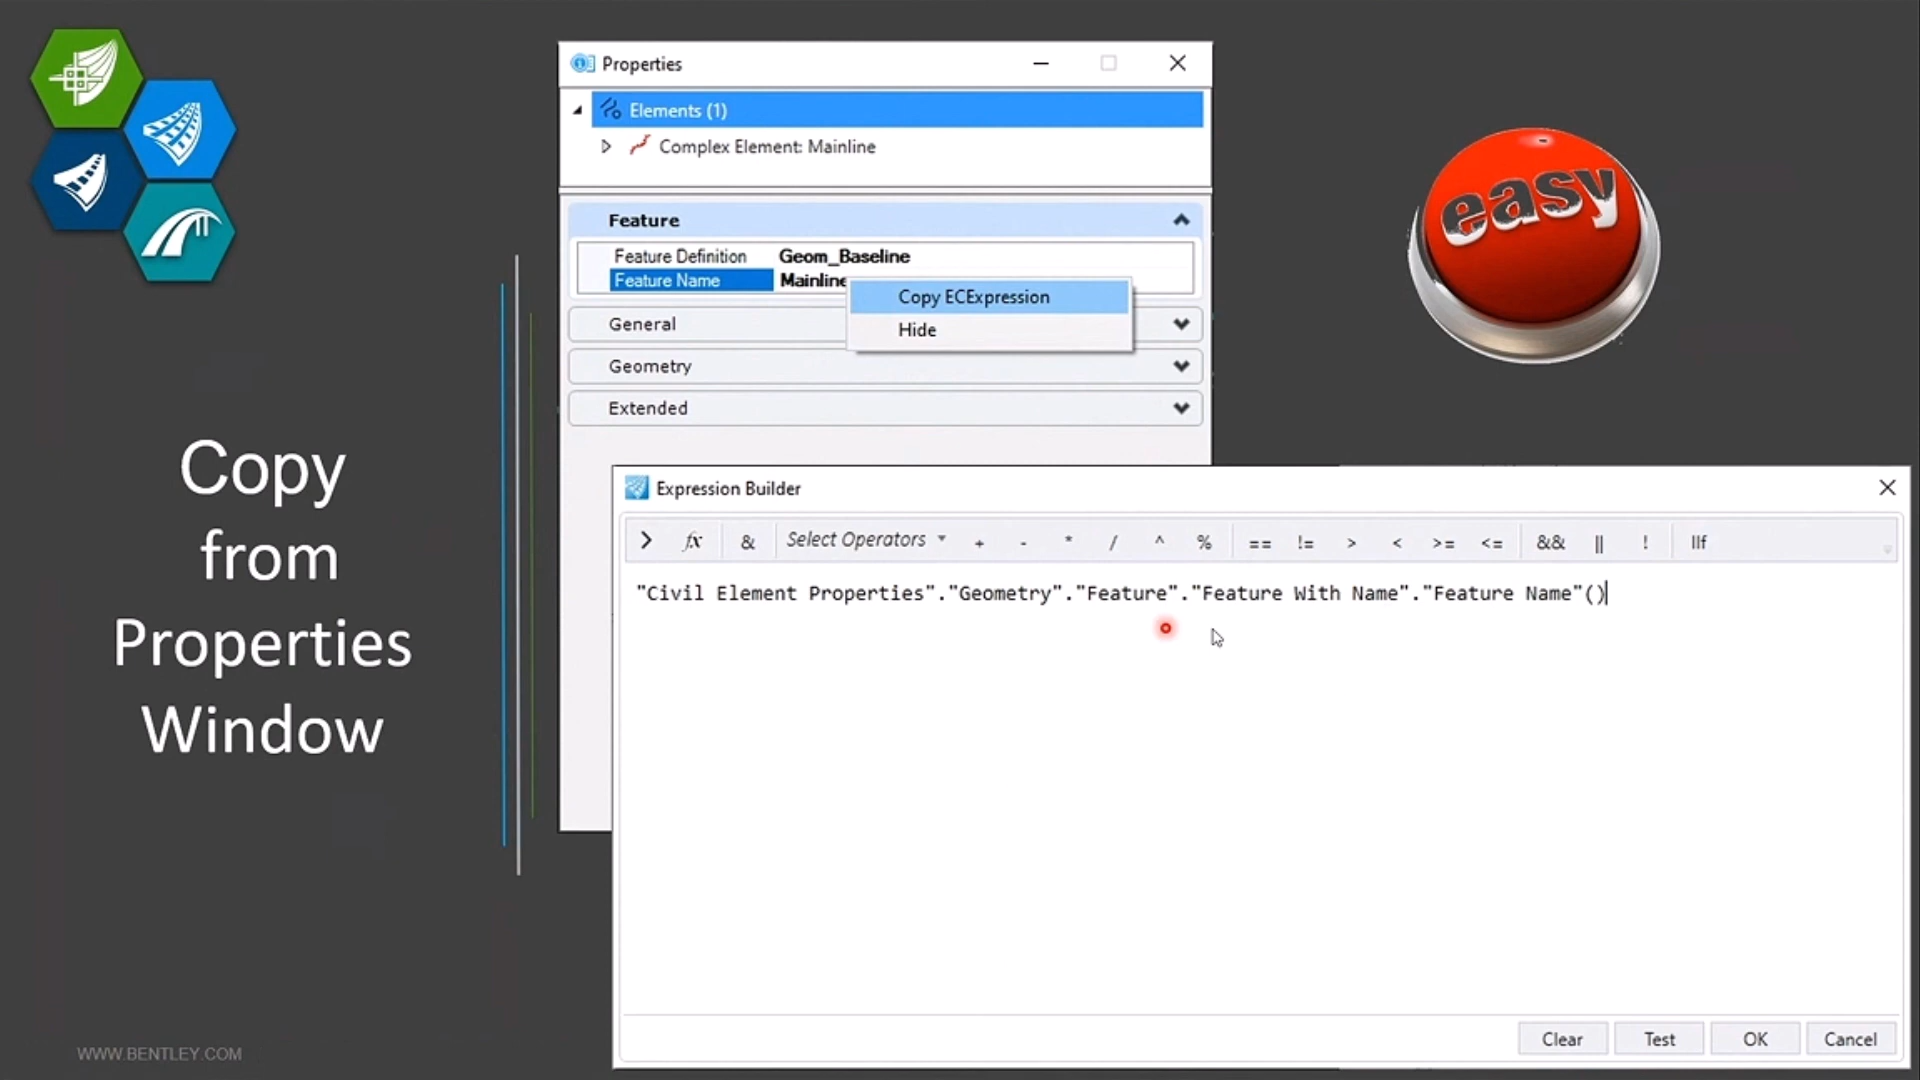 Copy
from
Properties
Window
WWW.BENTLEY.COM
Properties
Elements (1)
Complex Element: Mainline
Feature
Feature Definition Geom_Baseline
Feature Name Mainline
Copy ECExpression
Hide
General
Geometry
Extended
easy
Expression Builder
fx & Select Operators + - * / ^ % == != > < >= <= && || ! IIf
"Civil Element Properties"."Geometry"."Feature"."Feature With Name"."Feature Name"()
Clear Test OK Cancel